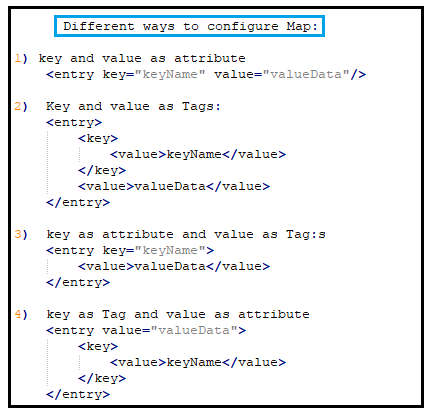 Different ways to configure Map:
1) key and value as attribute
<entry key="keyName" value="valueData"/>
2) Key and value as Tags:
<entry>
<key>
<value>keyName</value>
</key>
<value>valueData</value>
</entry>
3) key as attribute and value as Tag:s
<entry key="keyName">
<value>valueData</value>
</entry>
4) key as Tag and value as attribute
<entry value="valueData">
<key>
<value>keyName</value>
</key>
</entry>